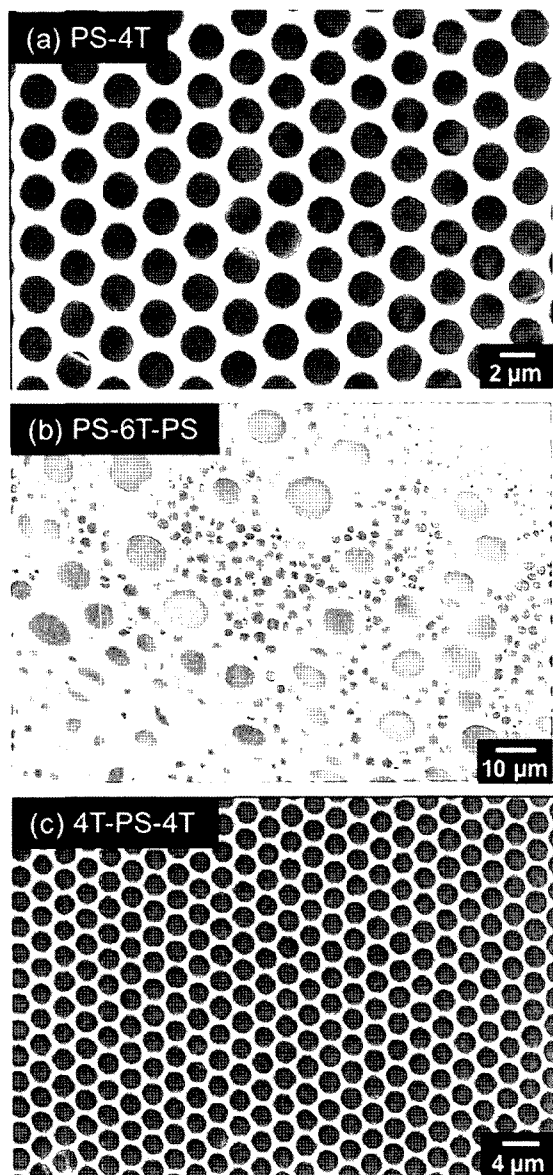 (a) PS-4T
2 μm
(b) PS-6T-PS
10 μm
(c) 4T-PS-4T
4 μm